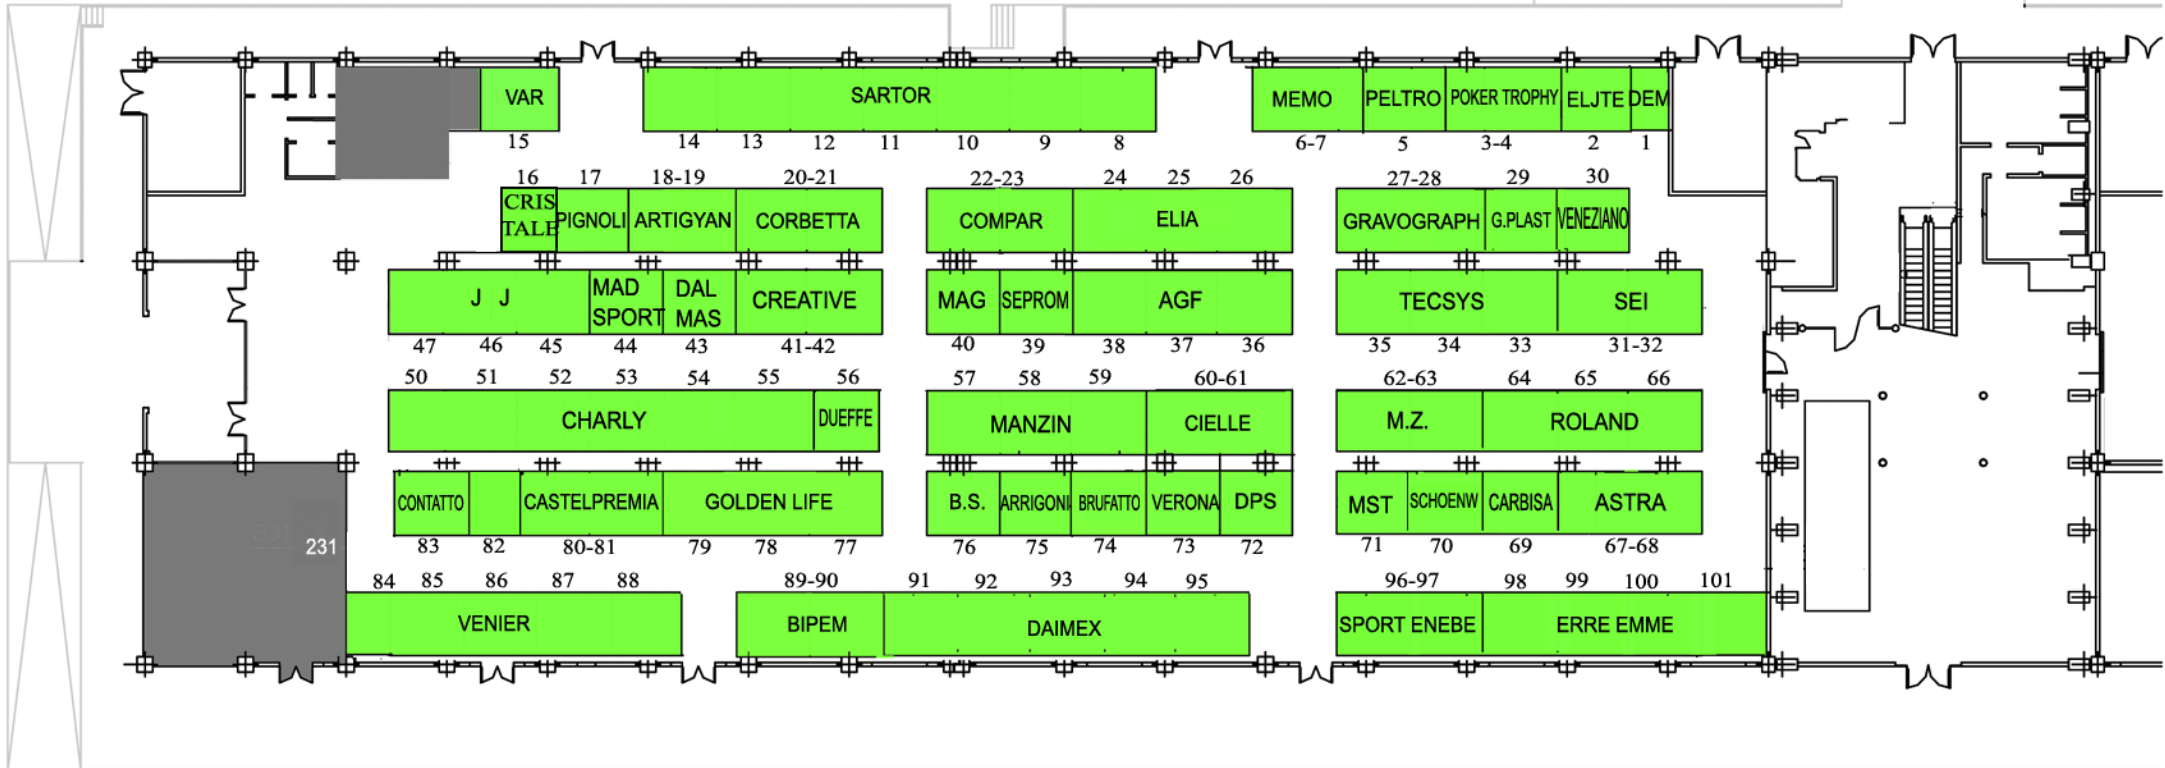 VAR
SARTOR
MEMO
PELTRO
POKER TROPHY
ELJTE
DEM
15
14
13
12
11
10
9
8
6-7
5
3-4
2
1
16
17
18-19
20-21
22-23
24
25
26
27-28
29
30
CRIS
TALE
PIGNOLI
ARTIGYAN
CORBETTA
COMPAR
ELIA
GRAVOGRAPH
G.PLAST
VENEZIANO
J J
MAD
SPORT
DAL
MAS
CREATIVE
MAG
SEPROM
AGF
TECSYS
SEI
47
46
45
44
43
41-42
40
39
38
37
36
35
34
33
31-32
50
51
52
53
54
55
56
57
58
59
60-61
62-63
64
65
66
CHARLY
DUEFFE
MANZIN
CIELLE
M.Z.
ROLAND
CONTATTO
CASTELPREMIA
GOLDEN LIFE
B.S.
ARRIGONI
BRUFATTO
VERONA
DPS
MST
SCHOENW
CARBISA
ASTRA
231
231
83
82
80-81
79
78
77
76
75
74
73
72
71
70
69
67-68
84
85
86
87
88
89-90
91
92
93
94
95
96-97
98
99
100
101
VENIER
BIPEM
DAIMEX
SPORT ENEBE
ERRE EMME